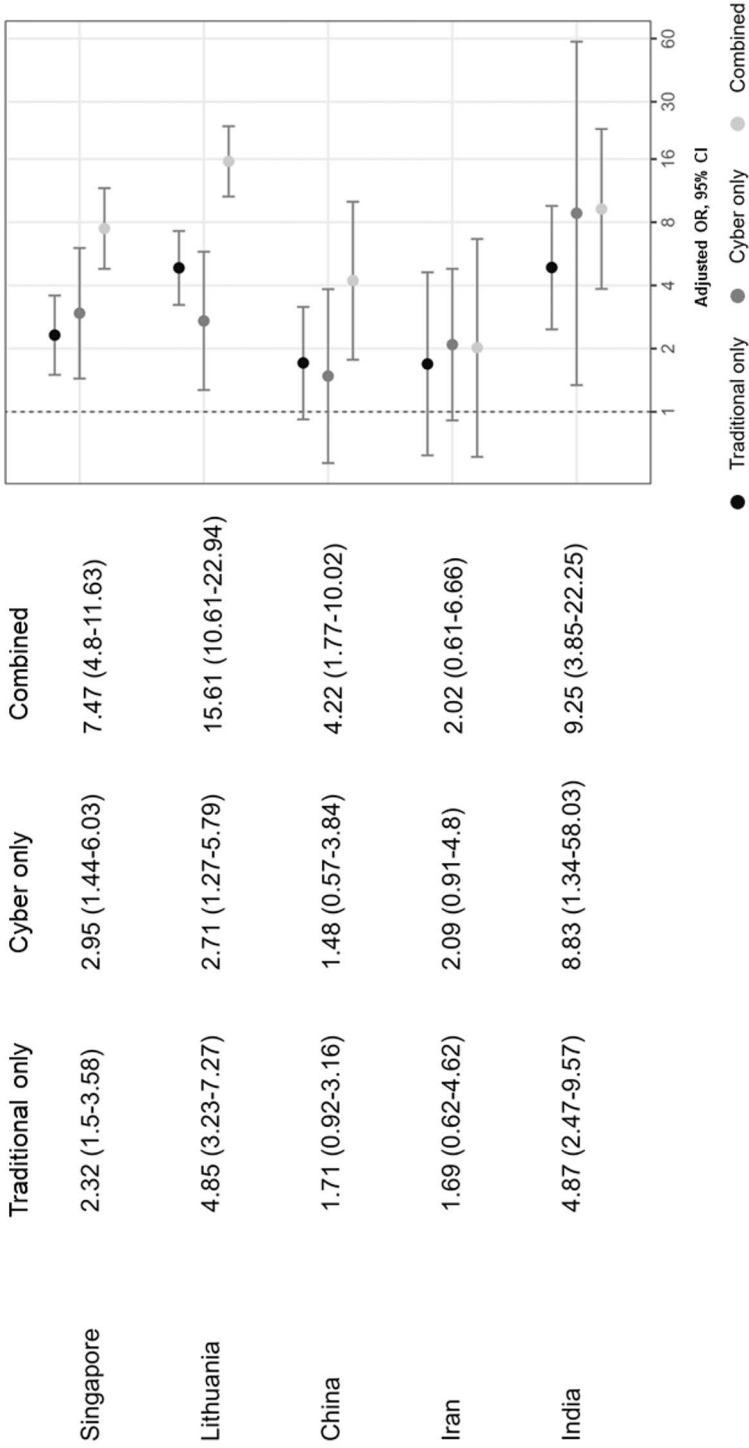 Traditional only Cyber only Combined
Singapore 2.32 (1.5-3.58) 2.95 (1.44-6.03) 7.47 (4.8-11.63)
Lithuania 4.85 (3.23-7.27) 2.71 (1.27-5.79) 15.61 (10.61-22.94)
China 1.71 (0.92-3.16) 1.48 (0.57-3.84) 4.22 (1.77-10.02)
Iran 1.69 (0.62-4.62) 2.09 (0.91-4.8) 2.02 (0.61-6.66)
India 4.87 (2.47-9.57) 8.83 (1.34-58.03) 9.25 (3.85-22.25)
1 2 4 8 16 30 60
Adjusted OR, 95% CI
Traditional only Cyber only Combined